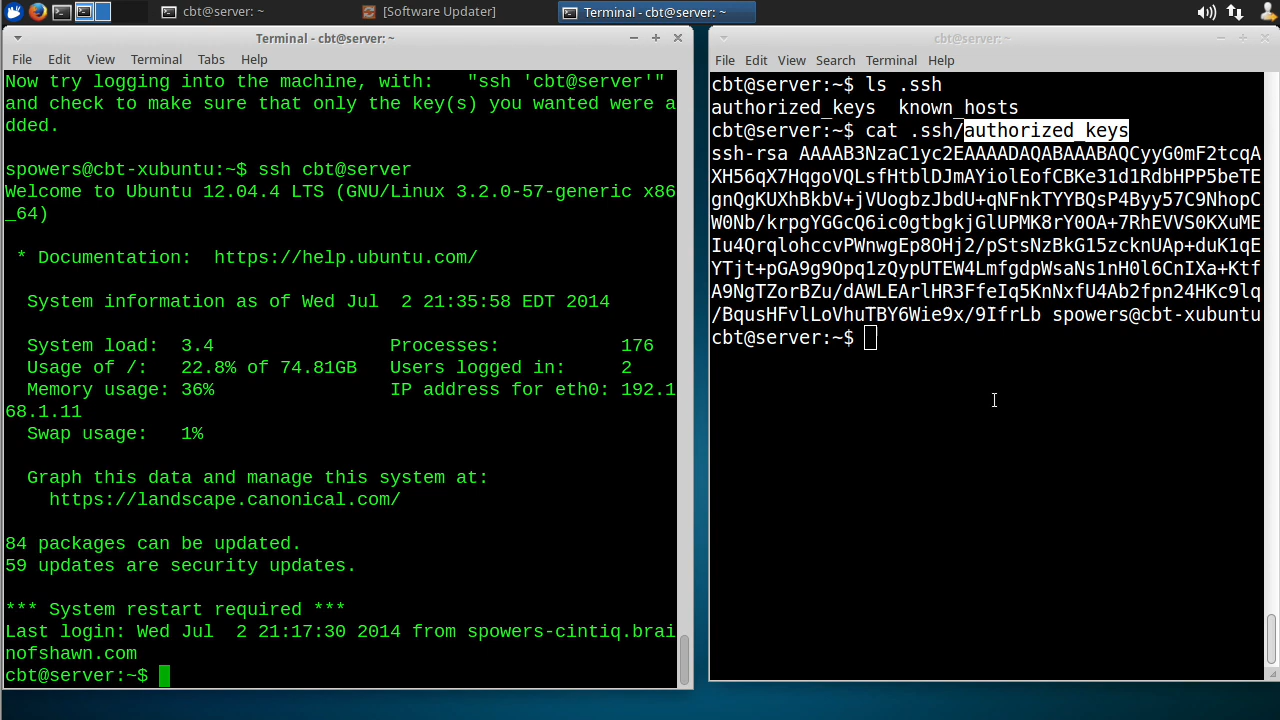 cbt@server: ~
[Software Updater]
Terminal - cbt@server: ~
Terminal - cbt@server: ~
File Edit View Terminal Tabs Help
Now try logging into the machine, with:   "ssh 'cbt@server'"
and check to make sure that only the key(s) you wanted were a
dded.
spowers@cbt-xubuntu:~$ ssh cbt@server
Welcome to Ubuntu 12.04.4 LTS (GNU/Linux 3.2.0-57-generic x86
_64)
* Documentation:  https://help.ubuntu.com/
System information as of Wed Jul  2 21:35:58 EDT 2014
System load:  3.4                Processes:           176
Usage of /:   22.8% of 74.81GB   Users logged in:     2
Memory usage: 36%                IP address for eth0: 192.1
68.1.11
Swap usage:   1%
Graph this data and manage this system at:
https://landscape.canonical.com/
84 packages can be updated.
59 updates are security updates.
*** System restart required ***
Last login: Wed Jul  2 21:17:30 2014 from spowers-cintiq.brai
nofshawn.com
cbt@server:~$
cbt@server: ~
File Edit View Search Terminal Help
cbt@server:~$ ls .ssh
authorized_keys  known_hosts
cbt@server:~$ cat .ssh/authorized_keys
ssh-rsa AAAAB3NzaC1yc2EAAAADAQABAAABAQCyyG0mF2tcqA
XH56qX7HqgoVQLsfHtblDJmAYiolEofCBKe31d1RdbHPP5beTE
gnQgKUXhBkbV+jVUogbzJbdU+qNFnkTYYBQsP4Byy57C9NhopC
W0Nb/krpgYGGcQ6ic0gtbgkjGlUPMK8rY0OA+7RhEVVS0KXuME
Iu4QrqlohccvPWnwgEp8OHj2/pStsNzBkG15zcknUAp+duK1qE
YTjt+pGA9g9Opq1zQypUTEW4LmfgdpWsaNs1nH0l6CnIXa+Ktf
A9NgTZorBZu/dAWLEArlHR3FfeIq5KnNxfU4Ab2fpn24HKc9lq
/BqusHFvlLoVhuTBY6Wie9x/9IfrLb spowers@cbt-xubuntu
cbt@server:~$